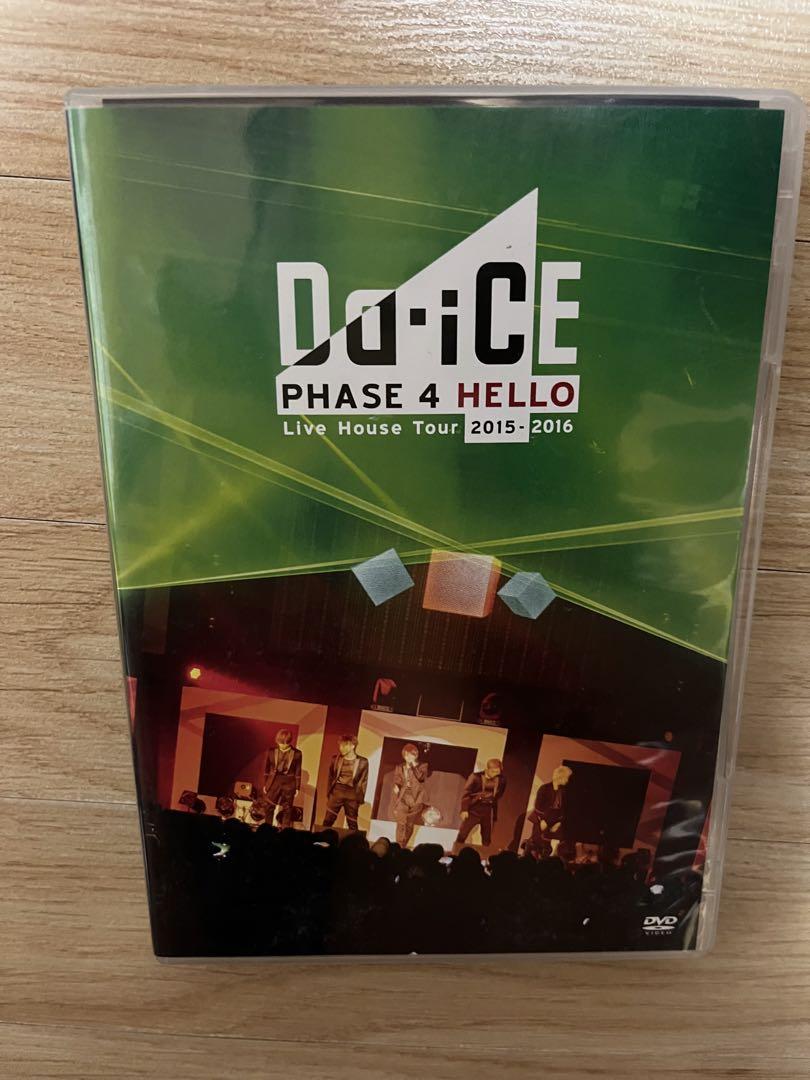 Da-iCE
PHASE 4 HELLO
Live House Tour 2015-2016
DVD
VIDEO